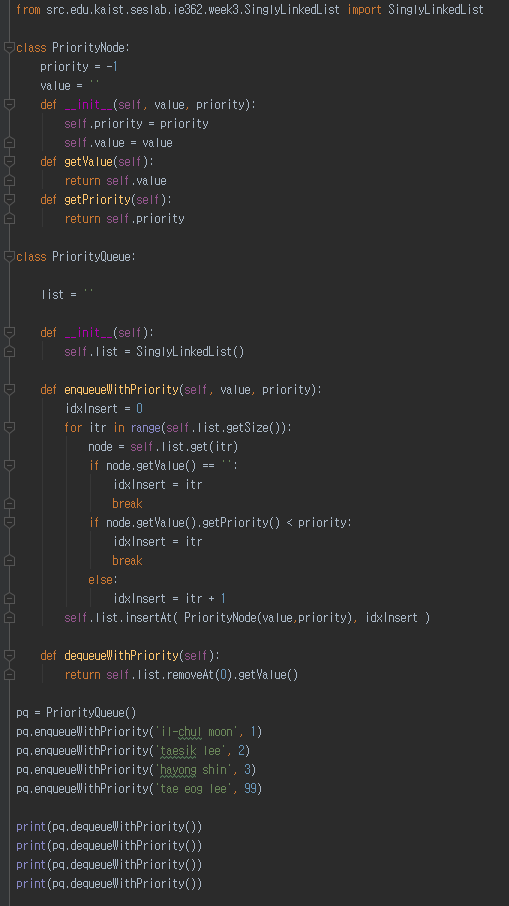 from src.edu.kaist.seslab.ie362.week3.SinglyLinkedList import SinglyLinkedList
class PriorityNode:
    priority = -1
    value = ''
    def __init__(self, value, priority):
        self.priority = priority
        self.value = value
    def getValue(self):
        return self.value
    def getPriority(self):
        return self.priority
class PriorityQueue:
    list = ''
    def __init__(self):
        self.list = SinglyLinkedList()
    def enqueueWithPriority(self, value, priority):
        idxInsert = 0
        for itr in range(self.list.getSize()):
            node = self.list.get(itr)
            if node.getValue() == '':
                idxInsert = itr
                break
            if node.getValue().getPriority() < priority:
                idxInsert = itr
                break
            else:
                idxInsert = itr + 1
        self.list.insertAt( PriorityNode(value,priority), idxInsert )
    def dequeueWithPriority(self):
        return self.list.removeAt(0).getValue()
pq = PriorityQueue()
pq.enqueueWithPriority('il-chul moon', 1)
pq.enqueueWithPriority('taesik lee', 2)
pq.enqueueWithPriority('hayong shin', 3)
pq.enqueueWithPriority('tae eog lee', 99)
print(pq.dequeueWithPriority())
print(pq.dequeueWithPriority())
print(pq.dequeueWithPriority())
print(pq.dequeueWithPriority())